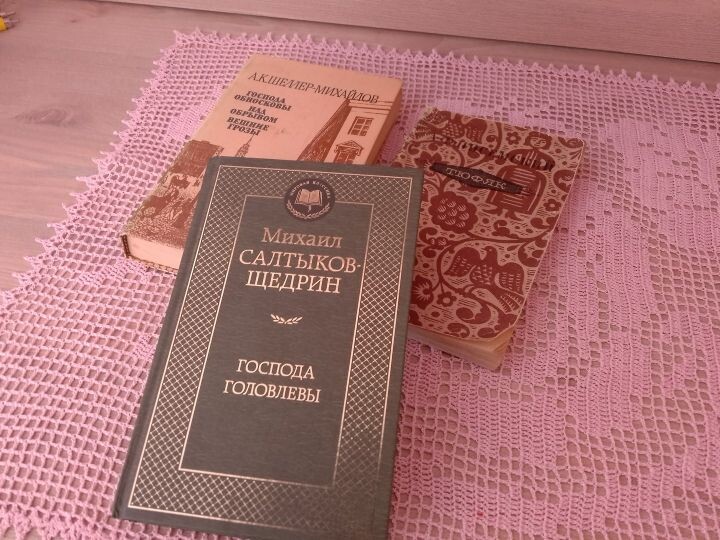 А.К.ШЕЛЛЕР-МИХАЙЛОВ
ГОСПОДА
ОБНОСКОВЫ
НАД
ОБРЫВОМ
ВЕШНИЕ
ГРОЗЫ
ТЮФЯК
Михаил
САЛТЫКОВ-
ЩЕДРИН
ГОСПОДА
ГОЛОВЛЕВЫ